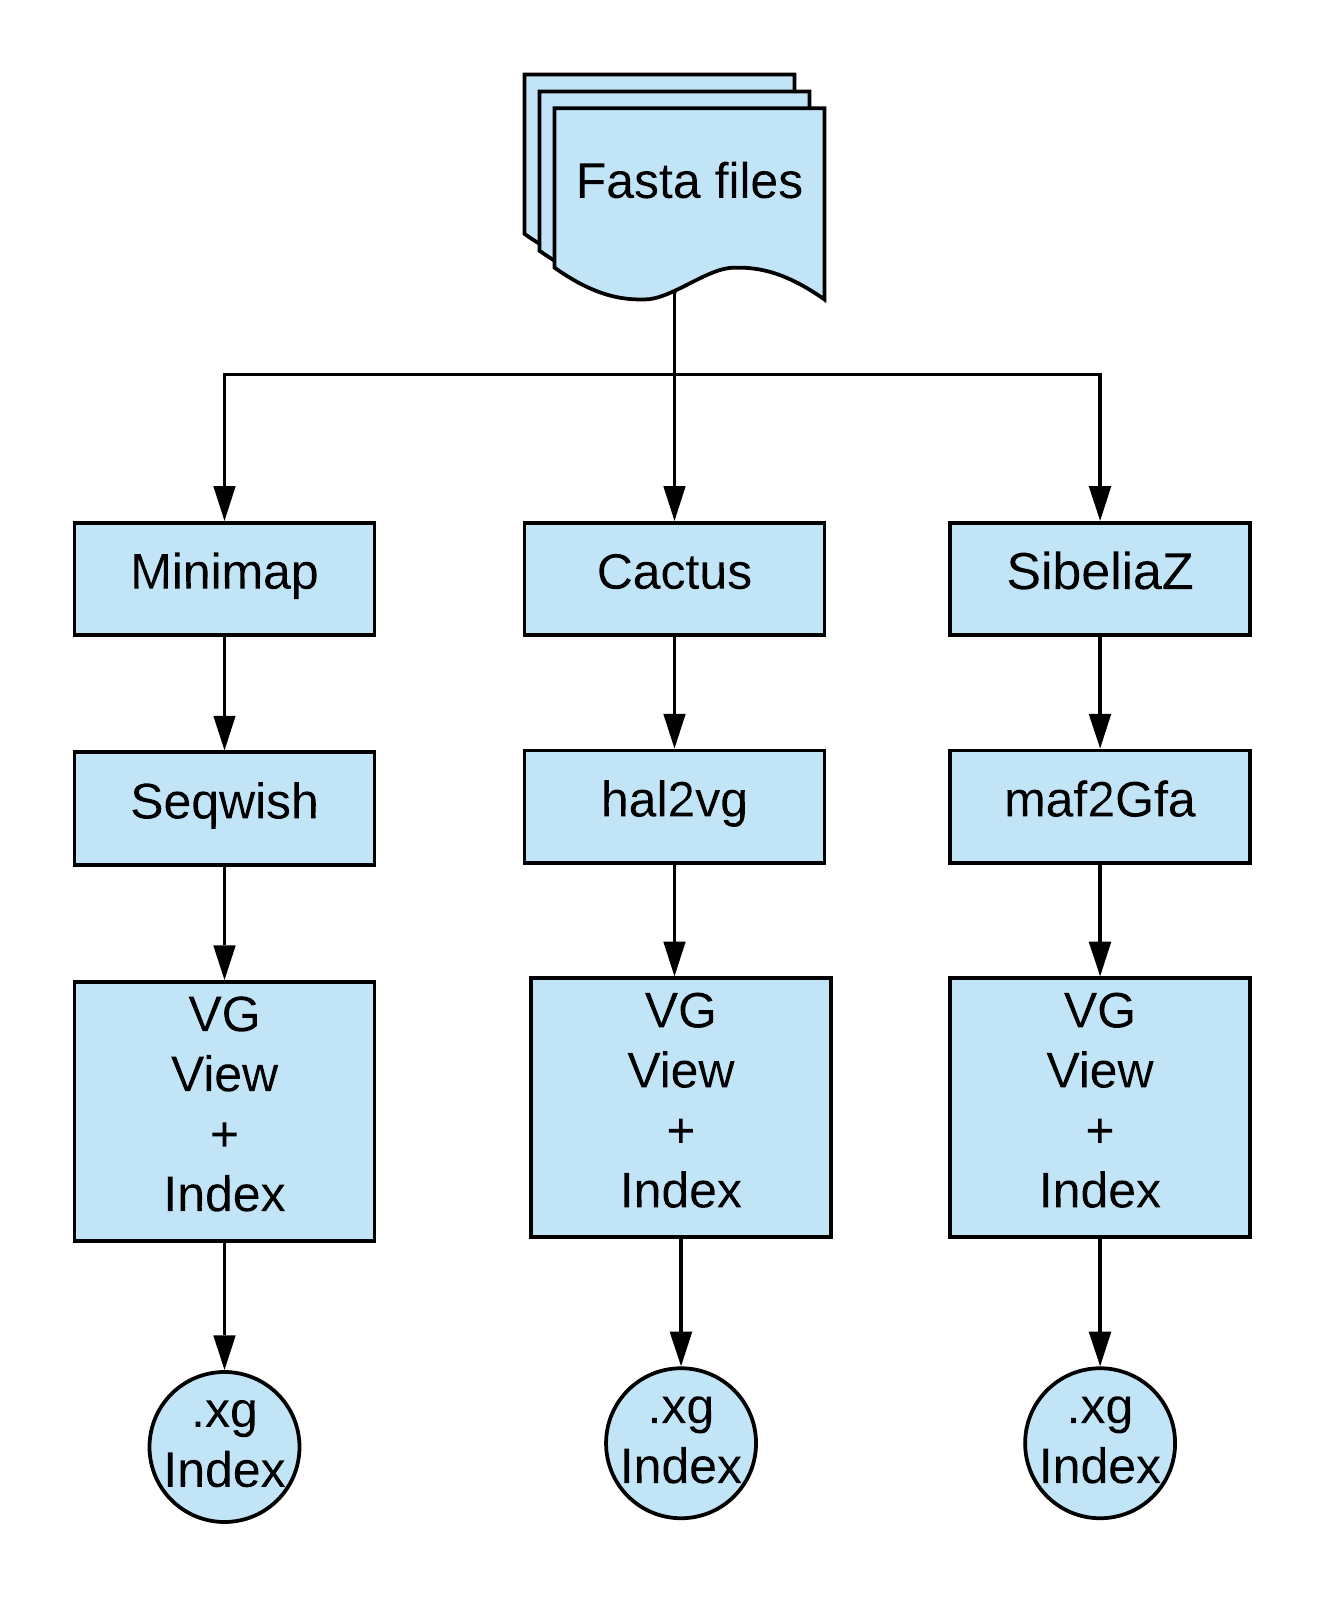 Fasta files
Minimap
Cactus
SibeliaZ
Seqwish
hal2vg
maf2Gfa
VG
View
+
Index
VG
View
+
Index
VG
View
+
Index
.xg
Index
.xg
Index
.xg
Index